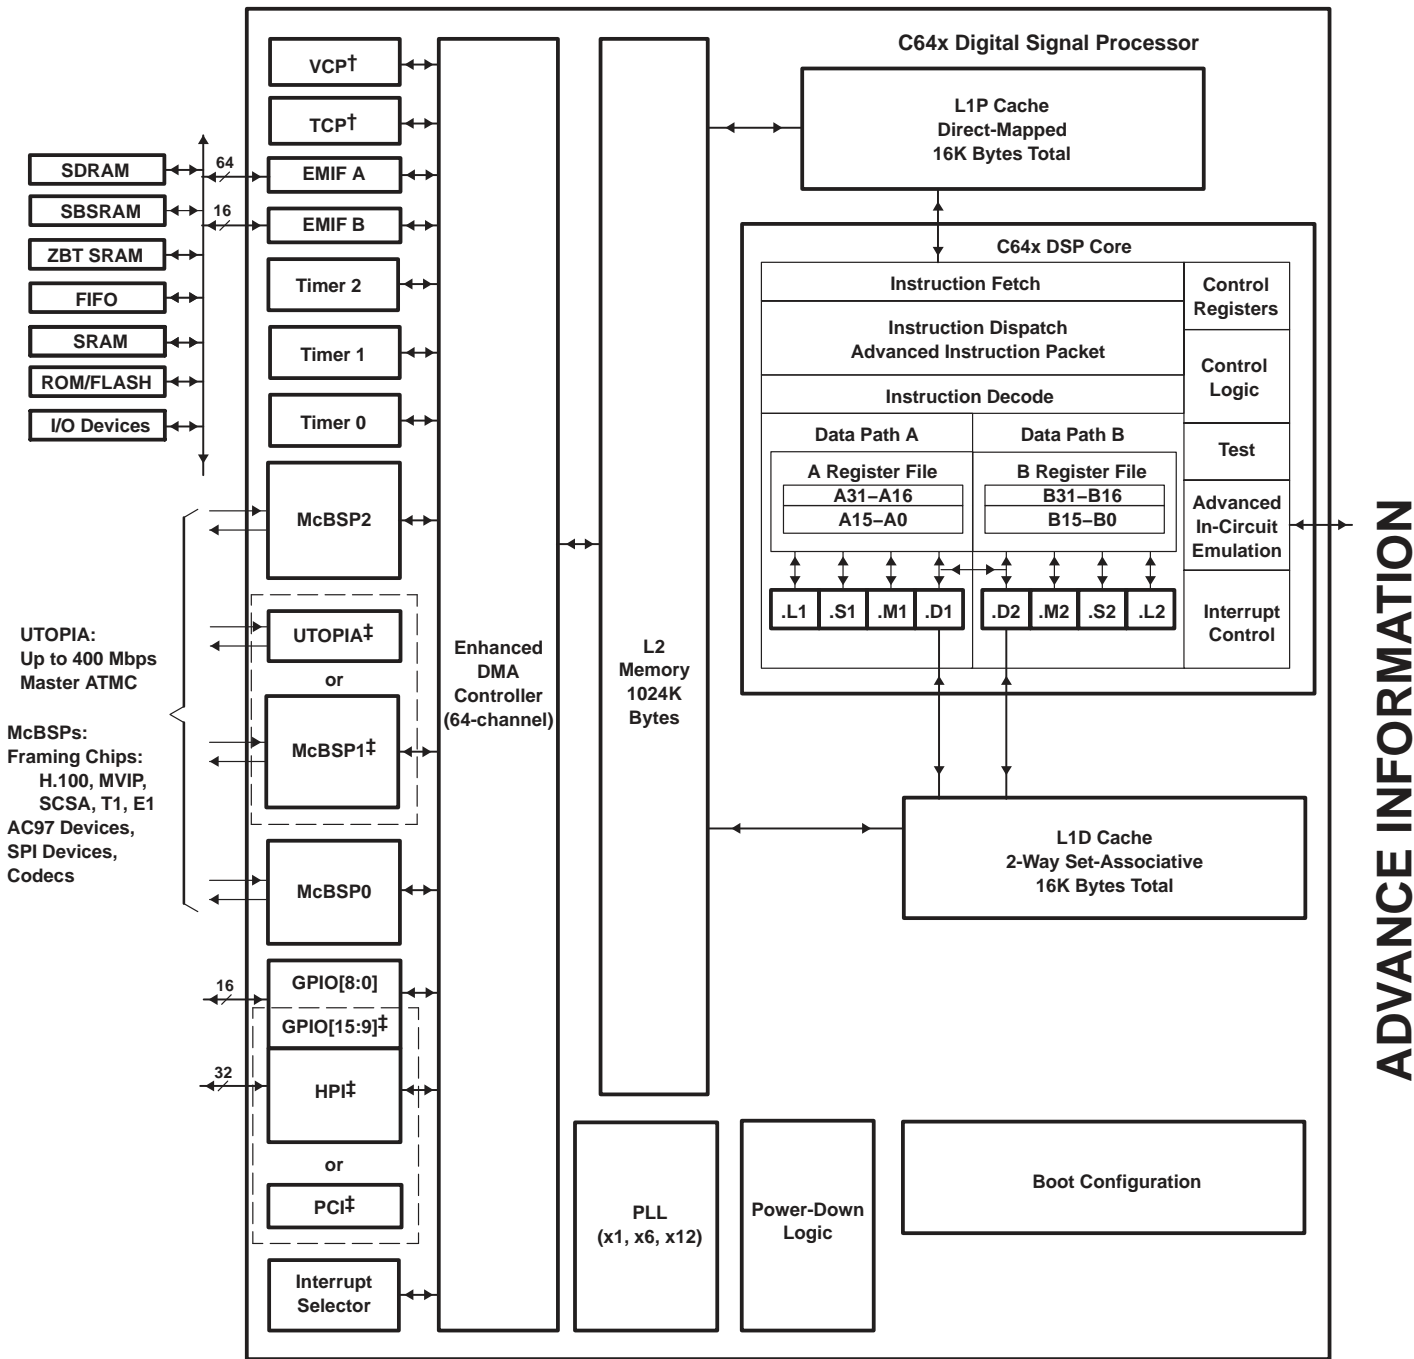 C64x Digital Signal Processor
VCP†
TCP†
EMIF A
EMIF B
Timer 2
Timer 1
Timer 0
McBSP2
UTOPIA‡
or
McBSP1‡
McBSP0
GPIO[8:0]
GPIO[15:9]‡
HPI‡
or
PCI‡
Interrupt
Selector
64
16
16
32
SDRAM
SBSRAM
ZBT SRAM
FIFO
SRAM
ROM/FLASH
I/O Devices
UTOPIA:
Up to 400 Mbps
Master ATMC
McBSPs:
Framing Chips:
H.100, MVIP,
SCSA, T1, E1
AC97 Devices,
SPI Devices,
Codecs
Enhanced
DMA
Controller
(64-channel)
L2
Memory
1024K
Bytes
L1P Cache
Direct-Mapped
16K Bytes Total
C64x DSP Core
Instruction Fetch
Instruction Dispatch
Advanced Instruction Packet
Instruction Decode
Data Path A
Data Path B
A Register File
A31–A16
A15–A0
B Register File
B31–B16
B15–B0
.L1 .S1 .M1 .D1
.D2 .M2 .S2 .L2
Control
Registers
Control
Logic
Test
Advanced
In-Circuit
Emulation
Interrupt
Control
L1D Cache
2-Way Set-Associative
16K Bytes Total
PLL
(x1, x6, x12)
Power-Down
Logic
Boot Configuration
ADVANCE INFORMATION